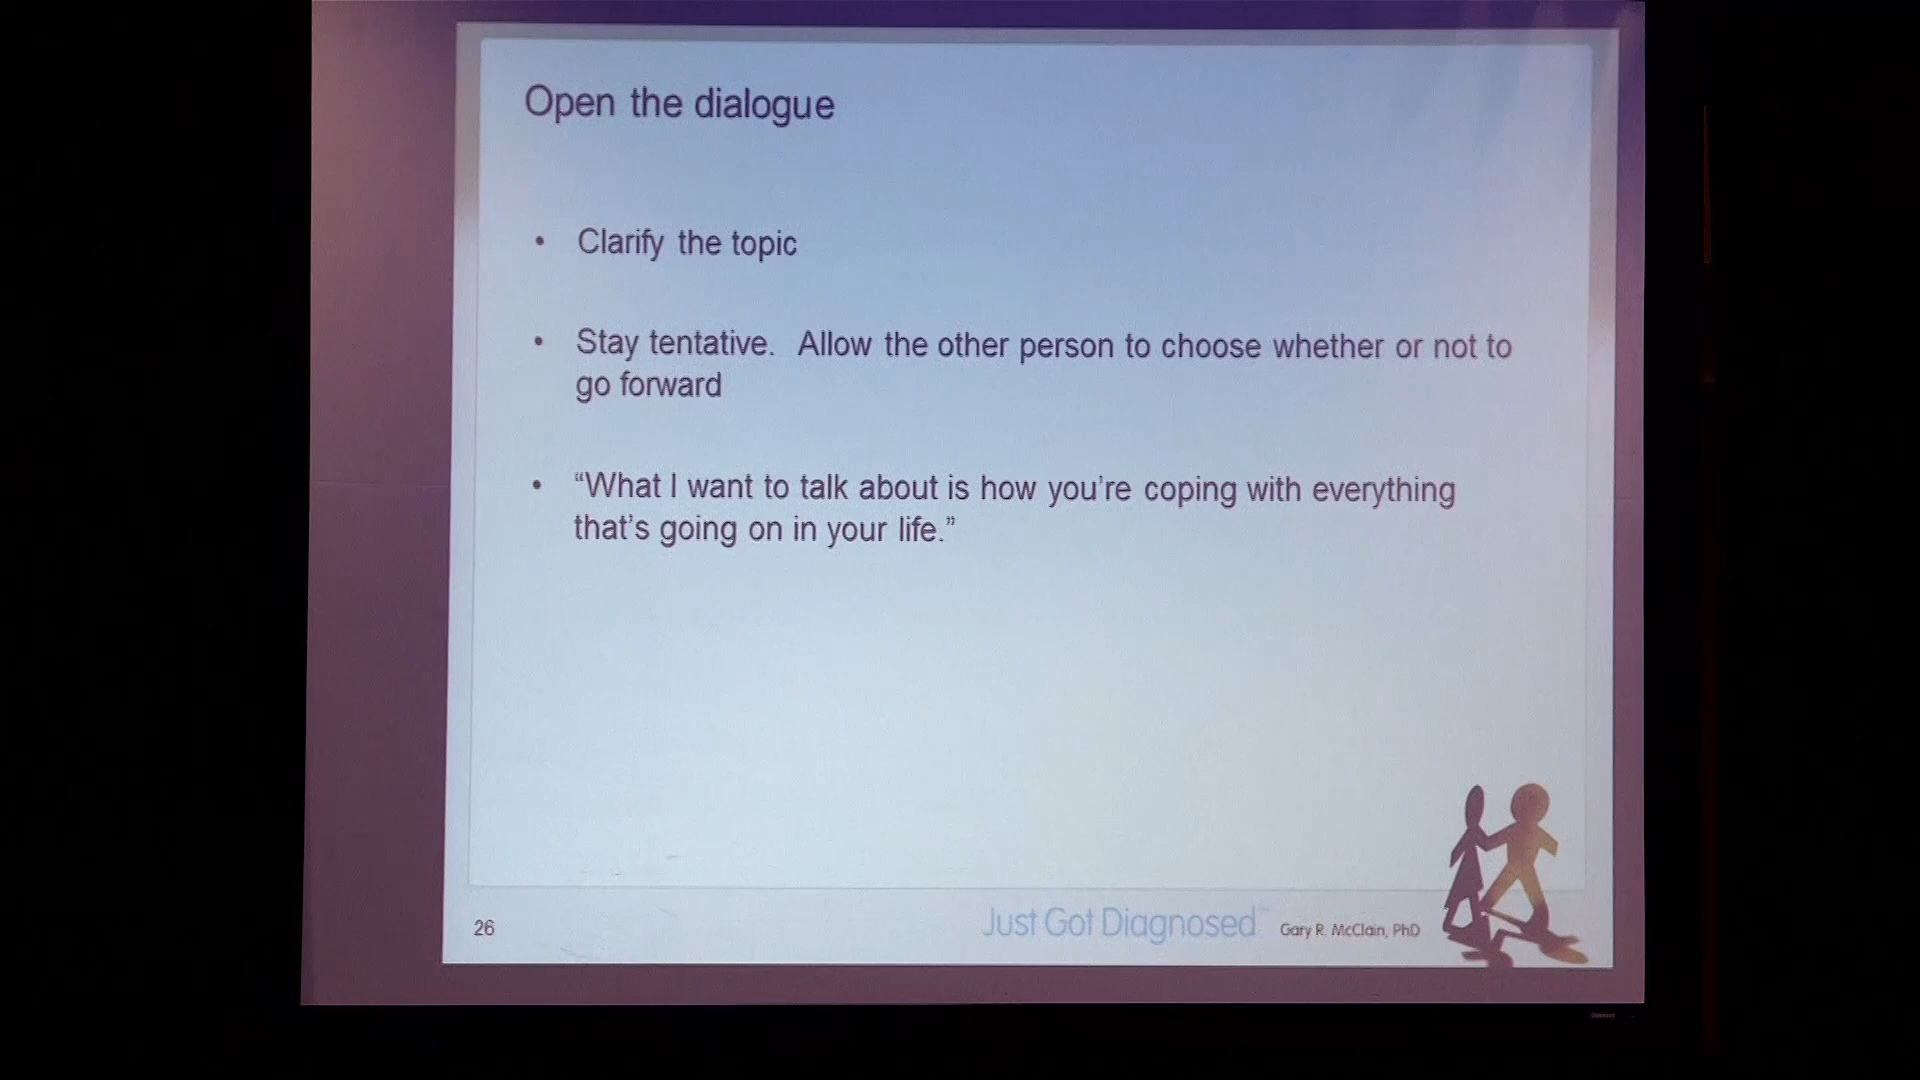 Open the dialogue
• Clarify the topic
• Stay tentative.  Allow the other person to choose whether or not to
go forward
• “What I want to talk about is how you're coping with everything
that's going on in your life.”
26
Just Got Diagnosed
Gary R. McClain, PhD